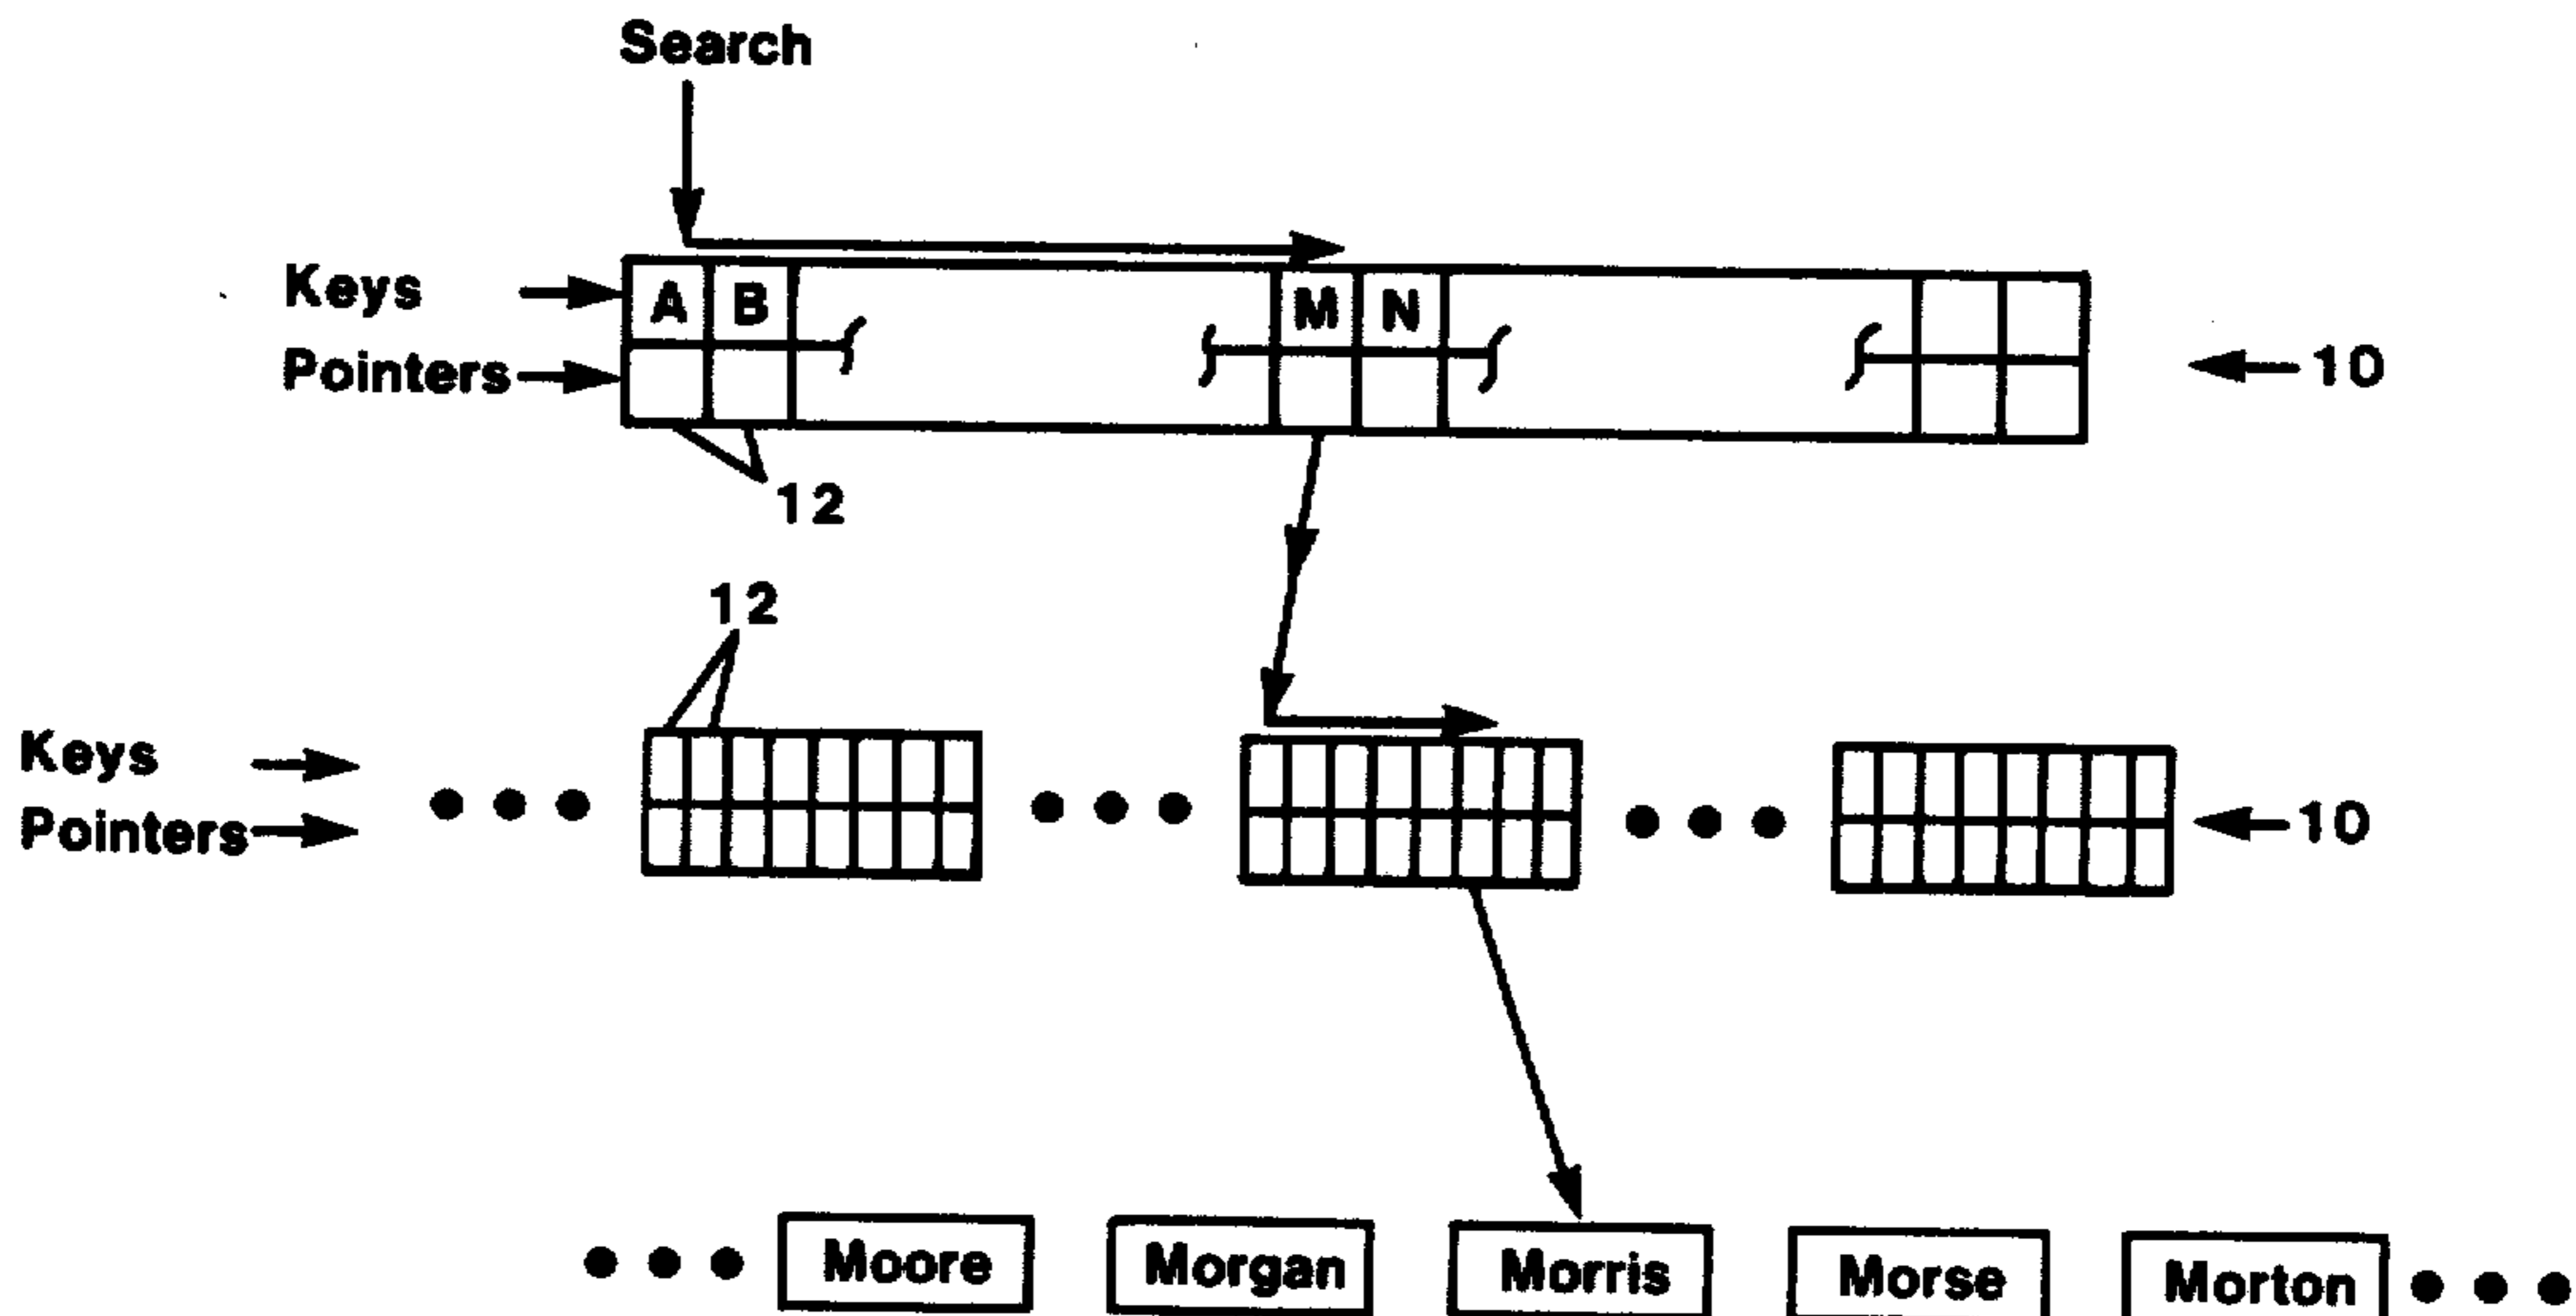 Search
Keys A B M N
Pointers 10
12
12
Keys
Pointers 10
Moore Morgan Morris Morse Morton